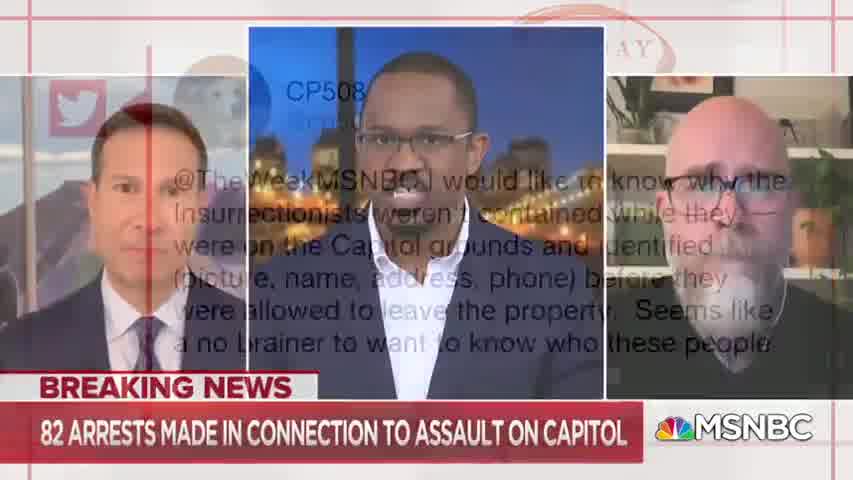 CP508
@TheWeekMSNBC I would like to know why the
Insurrectionists weren't contained while they
were on the Capitol grounds and identified
(picture, name, address, phone) before they
were allowed to leave the property. Seems like
a no brainer to want to know who these people
BREAKING NEWS
82 ARRESTS MADE IN CONNECTION TO ASSAULT ON CAPITOL
MSNBC